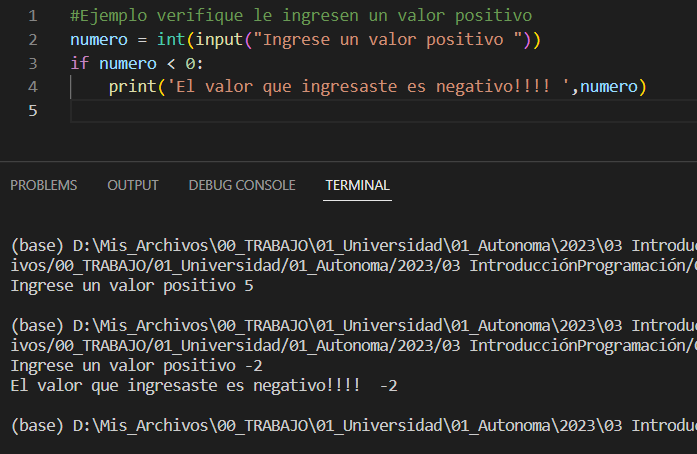 1 #Ejemplo verifique le ingresen un valor positivo
2 numero = int(input("Ingrese un valor positivo "))
3 if numero < 0:
4 print('El valor que ingresaste es negativo!!!! ',numero)
5
PROBLEMS OUTPUT DEBUG CONSOLE TERMINAL
(base) D:\Mis_Archivos\00_TRABAJO\01_Universidad\01_Autonoma\2023\03 Introduc
ivos/00_TRABAJO/01_Universidad/01_Autonoma/2023/03 IntroducciónProgramación/
Ingrese un valor positivo 5
(base) D:\Mis_Archivos\00_TRABAJO\01_Universidad\01_Autonoma\2023\03 Introduc
ivos/00_TRABAJO/01_Universidad/01_Autonoma/2023/03 IntroducciónProgramación/
Ingrese un valor positivo -2
El valor que ingresaste es negativo!!!!  -2
(base) D:\Mis_Archivos\00_TRABAJO\01_Universidad\01_Autonoma\2023\03 Introduc